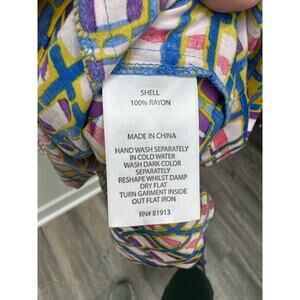 SHELL
100% RAYON
MADE IN CHINA
HAND WASH SEPARATELY
IN COLD WATER
WASH DARK COLOR
SEPARATELY
RESHAPE WHILST DAMP
DRY FLAT
TURN GARMENT INSIDE
OUT FLAT IRON
RN# 81913